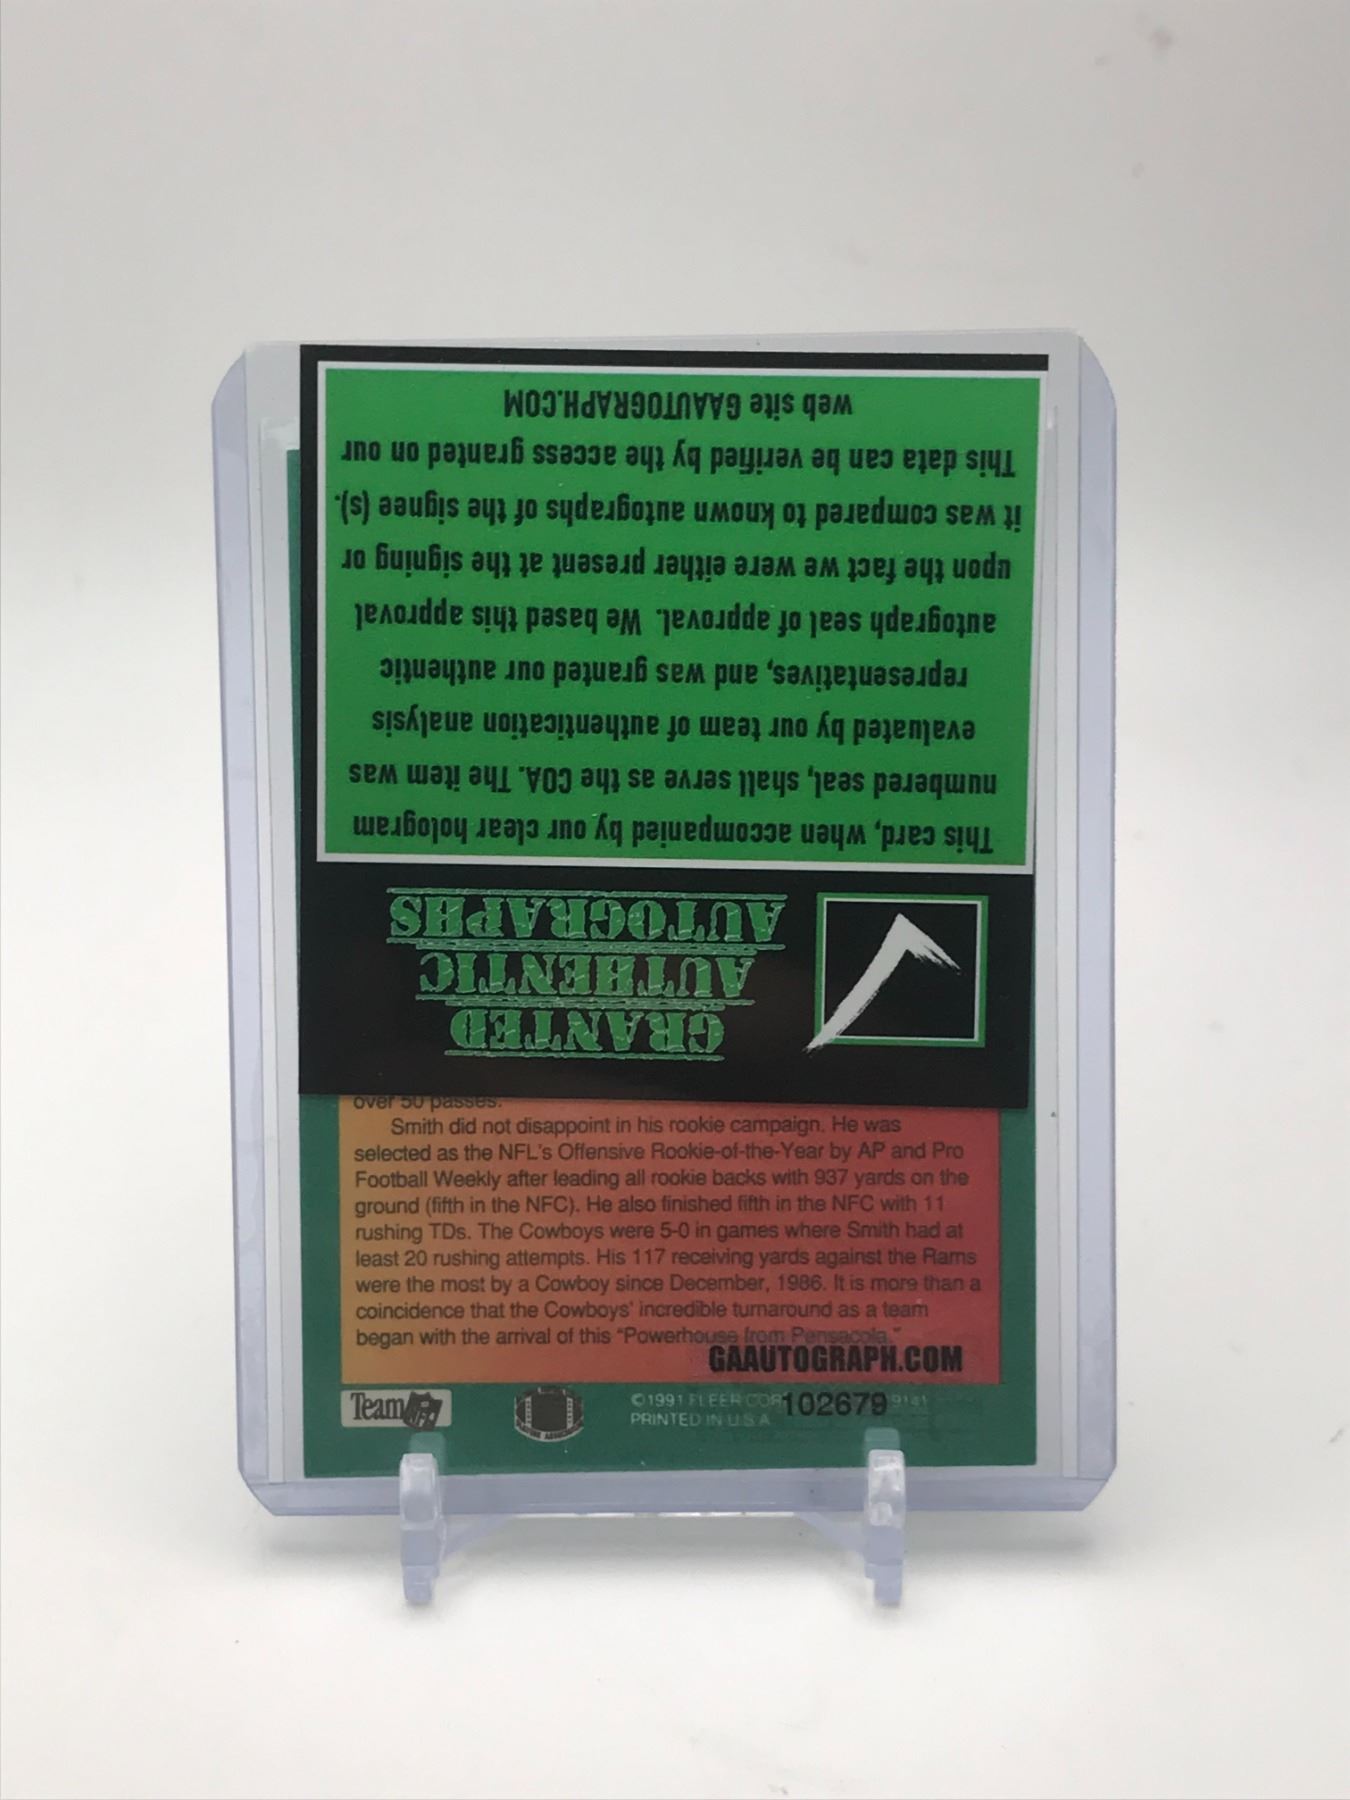 web site GAAUTOGRAPH.COM
This data can be verified by the access granted on our
it was compared to known autographs of the signee (s).
upon the fact we were either present at the signing or
autograph seal of approval. We based this approval
representatives, and was granted our authentic
evaluated by our team of authentication analysis
numbered seal, shall serve as the COA. The item was
This card, when accompanied by our clear hologram
AUTOGRAPHS
AUTHENTIC
GRANTED
over 50 passes.
Smith did not disappoint in his rookie campaign. He was
selected as the NFL's Offensive Rookie-of-the-Year by AP and Pro
Football Weekly after leading all rookie backs with 937 yards on the
ground (fifth in the NFC). He also finished fifth in the NFC with 11
rushing TDs. The Cowboys were 5-0 in games where Smith had at
least 20 rushing attempts. His 117 receiving yards against the Rams
were the most by a Cowboy since December, 1986. It is more than a
coincidence that the Cowboys' incredible turnaround as a team
began with the arrival of this "Powerhouse from Pensacola."
GAAUTOGRAPH.COM
Team NFL
©1991 FLEER COR 102679 9141
PRINTED IN U.S.A.